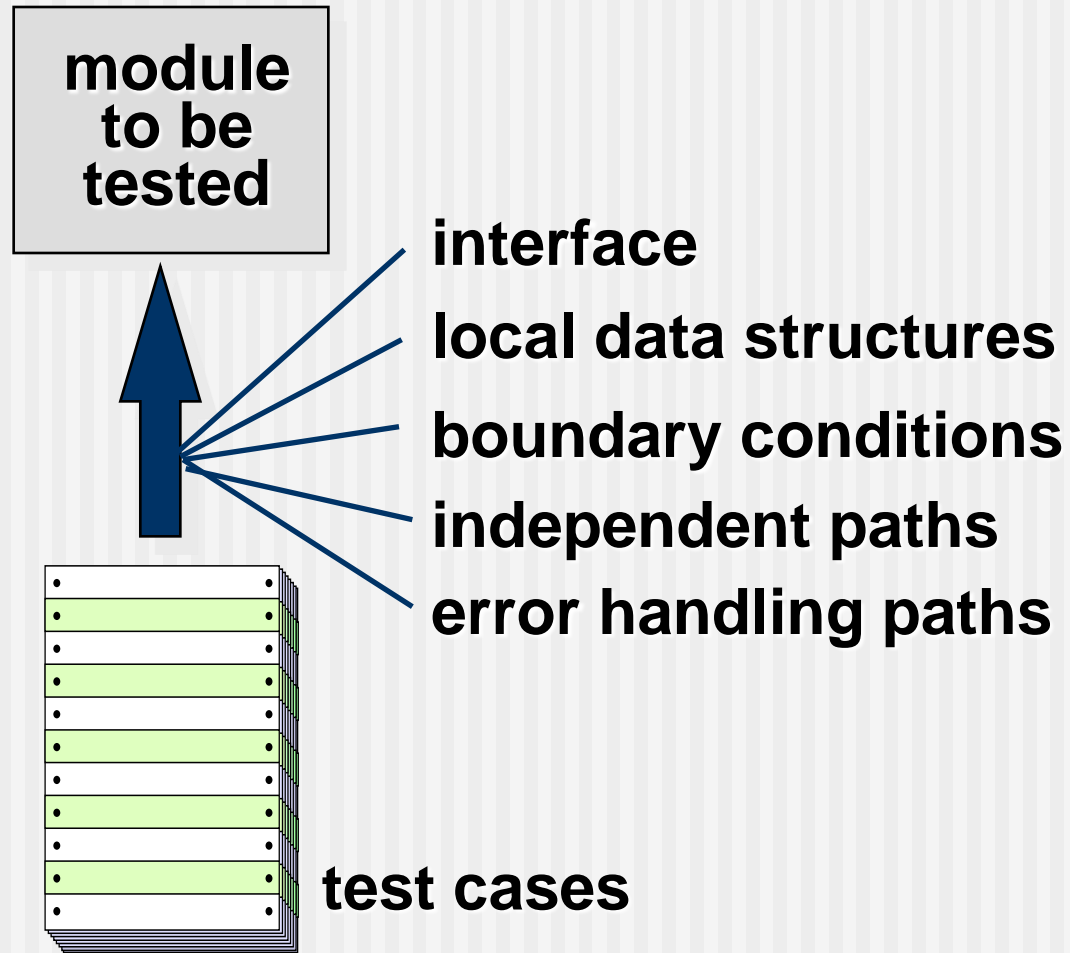 module
to be
tested
interface
local data structures
boundary conditions
independent paths
error handling paths
test cases